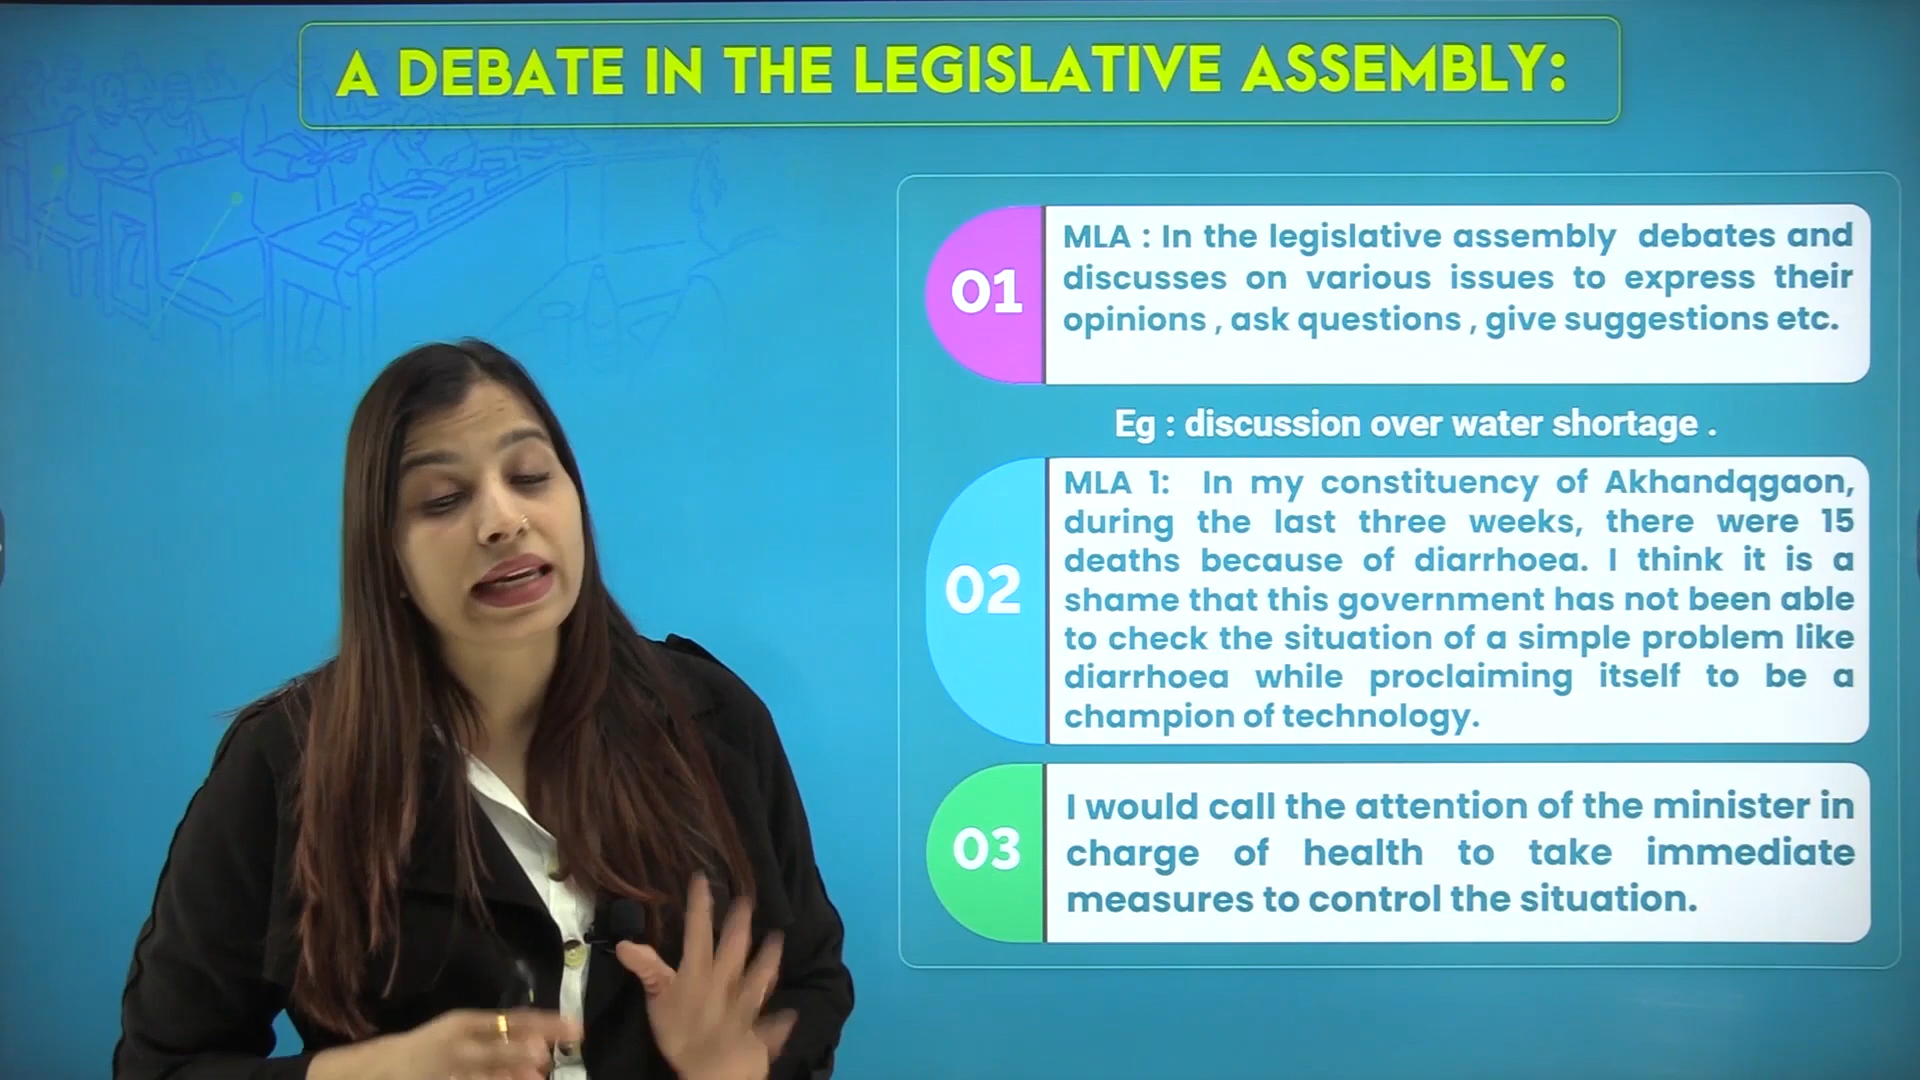 A DEBATE IN THE LEGISLATIVE ASSEMBLY:
01
MLA : In the legislative assembly debates and
discusses on various issues to express their
opinions , ask questions , give suggestions etc.
Eg : discussion over water shortage .
02
MLA 1: In my constituency of Akhandqgaon,
during the last three weeks, there were 15
deaths because of diarrhoea. I think it is a
shame that this government has not been able
to check the situation of a simple problem like
diarrhoea while proclaiming itself to be a
champion of technology.
03
I would call the attention of the minister in
charge of health to take immediate
measures to control the situation.